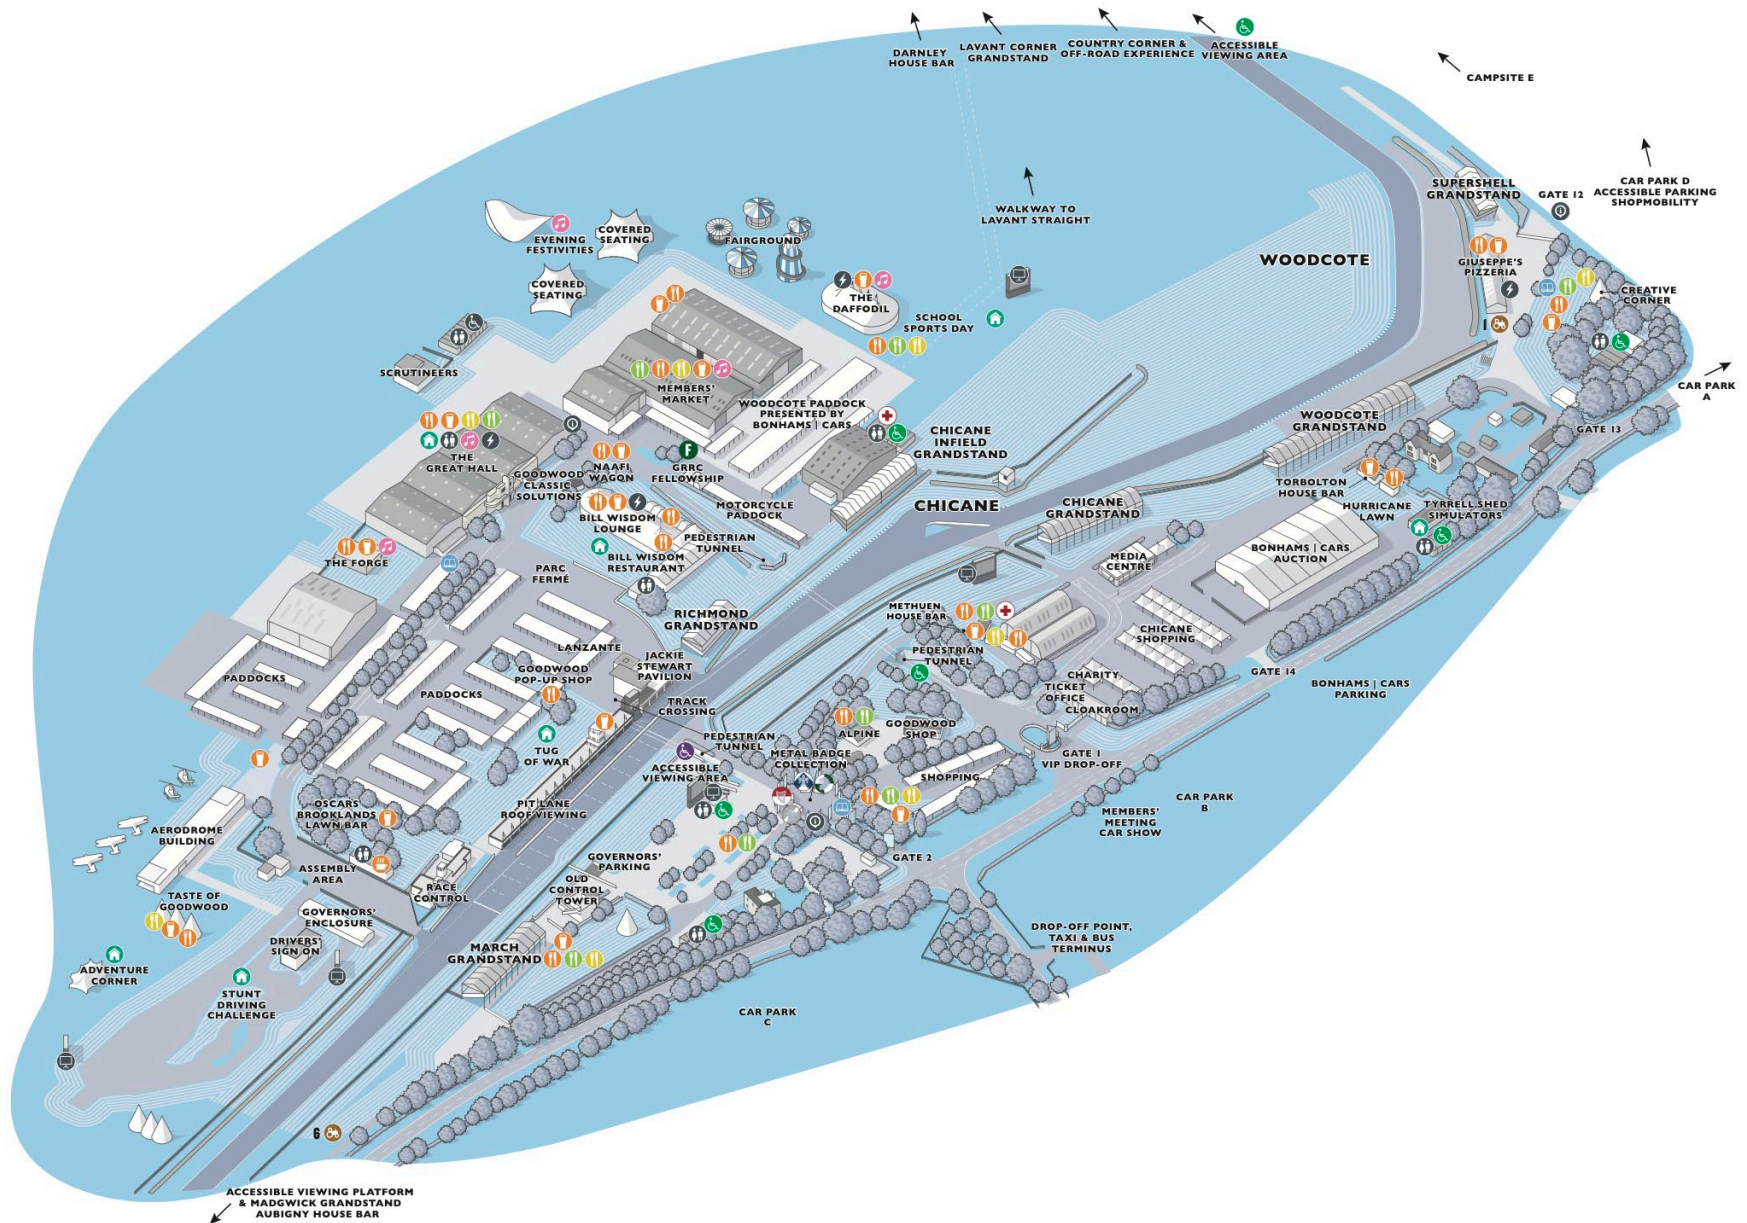 DARNLEY
HOUSE BAR
LAVANT CORNER
GRANDSTAND
COUNTRY CORNER &
OFF-ROAD EXPERIENCE
ACCESSIBLE
VIEWING AREA
CAMPSITE E
CAR PARK D
ACCESSIBLE PARKING
SHOPMOBILITY
SUPERSHELL
GRANDSTAND
GATE 12
WALKWAY TO
LAVANT STRAIGHT
EVENING
FESTIVITIES
COVERED
SEATING
COVERED
SEATING
FAIRGROUND
WOODCOTE
GIUSEPPE'S
PIZZERIA
CREATIVE
CORNER
THE
DAFFODIL
SCHOOL
SPORTS DAY
1
SCRUTINEERS
MEMBERS'
MARKET
WOODCOTE PADDOCK
PRESENTED BY
BONHAMS | CARS
CAR PARK
A
CHICANE
INFIELD
GRANDSTAND
WOODCOTE
GRANDSTAND
GATE 13
THE
GREAT HALL
GOODWOOD
CLASSIC
SOLUTIONS
NAAFI
WAGON
F
GRRC
FELLOWSHIP
TORBOLTON
HOUSE BAR
HURRICANE
LAWN
TYRRELL SHED
SIMULATORS
MOTORCYCLE
PADDOCK
CHICANE
CHICANE
GRANDSTAND
BILL WISDOM
LOUNGE
PEDESTRIAN
TUNNEL
BILL WISDOM
RESTAURANT
THE FORGE
PARC
FERMÉ
MEDIA
CENTRE
BONHAMS | CARS
AUCTION
RICHMOND
GRANDSTAND
METHUEN
HOUSE BAR
PEDESTRIAN
TUNNEL
CHICANE
SHOPPING
LANZANTE
JACKIE
STEWART
PAVILION
PADDOCKS
PADDOCKS
GOODWOOD
POP-UP SHOP
CHARITY
TICKET
OFFICE
CLOAKROOM
GATE 14
BONHAMS | CARS
PARKING
TRACK
CROSSING
PEDESTRIAN
TUNNEL
ALPINE
GOODWOOD
SHOP
TUG
OF WAR
ACCESSIBLE
VIEWING AREA
METAL BADGE
COLLECTION
GATE 1
VIP DROP-OFF
SHOPPING
OSCARS
BROOKLANDS
LAWN BAR
PIT LANE
ROOF VIEWING
CAR PARK
B
MEMBERS'
MEETING
CAR SHOW
AERODROME
BUILDING
ASSEMBLY
AREA
RACE
CONTROL
GOVERNORS'
PARKING
OLD
CONTROL
TOWER
GATE 2
TASTE OF
GOODWOOD
GOVERNORS'
ENCLOSURE
DRIVERS'
SIGN ON
MARCH
GRANDSTAND
DROP-OFF POINT,
TAXI & BUS
TERMINUS
ADVENTURE
CORNER
STUNT
DRIVING
CHALLENGE
CAR PARK
C
6
ACCESSIBLE VIEWING PLATFORM
& MADGWICK GRANDSTAND
AUBIGNY HOUSE BAR